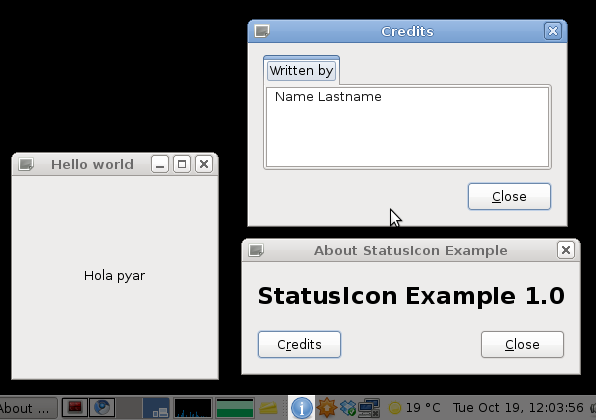 Credits
Written by
Name Lastname
Close
Hello world
Hola pyar
About StatusIcon Example
StatusIcon Example 1.0
Credits
Close
About ...
19 °C
Tue Oct 19, 12:03:56